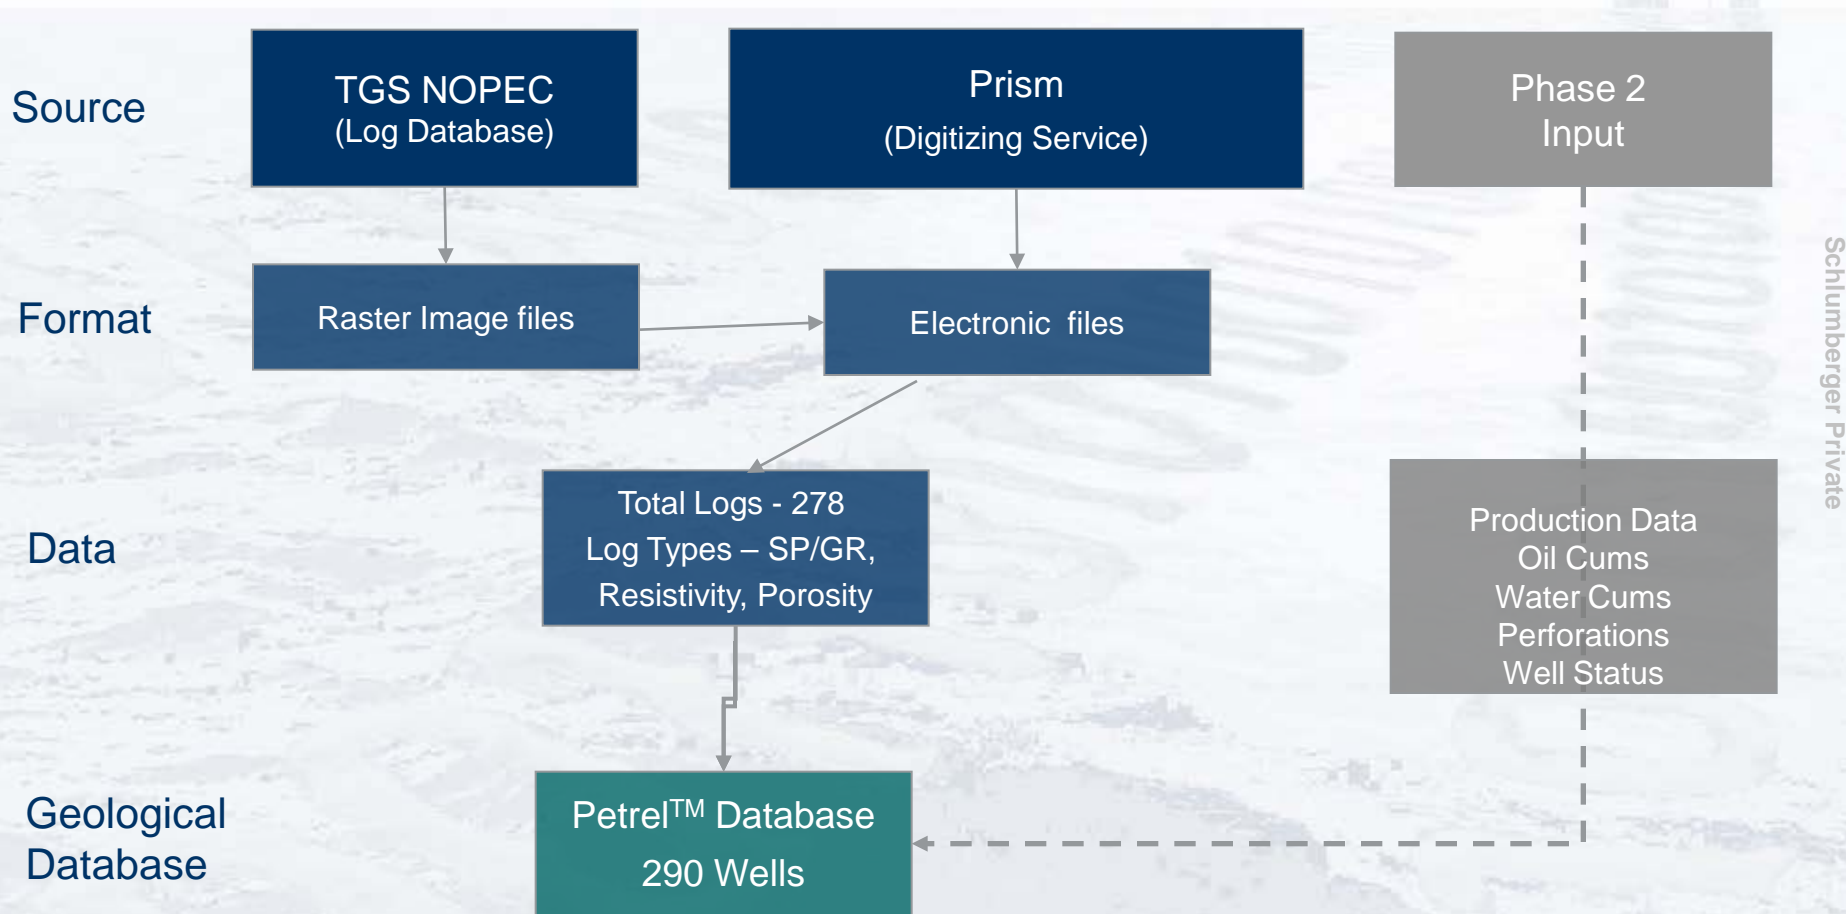 Source
TGS NOPEC
(Log Database)
Prism
(Digitizing Service)
Phase 2
Input
Format
Raster Image files
Electronic  files
Data
Total Logs - 278
Log Types – SP/GR,
Resistivity, Porosity
Production Data
Oil Cums
Water Cums
Perforations
Well Status
Geological
Database
Petrel™ Database
290 Wells
Schlumberger Private